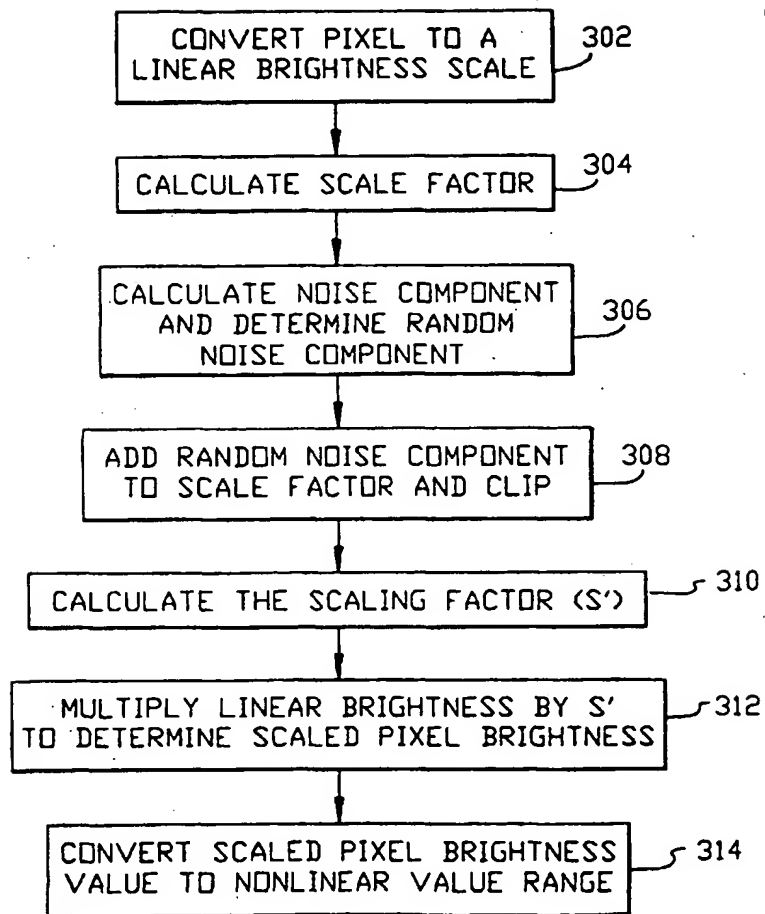 CONVERT PIXEL TO A
LINEAR BRIGHTNESS SCALE
302
CALCULATE SCALE FACTOR
304
CALCULATE NOISE COMPONENT
AND DETERMINE RANDOM
NOISE COMPONENT
306
ADD RANDOM NOISE COMPONENT
TO SCALE FACTOR AND CLIP
308
CALCULATE THE SCALING FACTOR (S')
310
MULTIPLY LINEAR BRIGHTNESS BY S'
TO DETERMINE SCALED PIXEL BRIGHTNESS
312
CONVERT SCALED PIXEL BRIGHTNESS
VALUE TO NONLINEAR VALUE RANGE
314